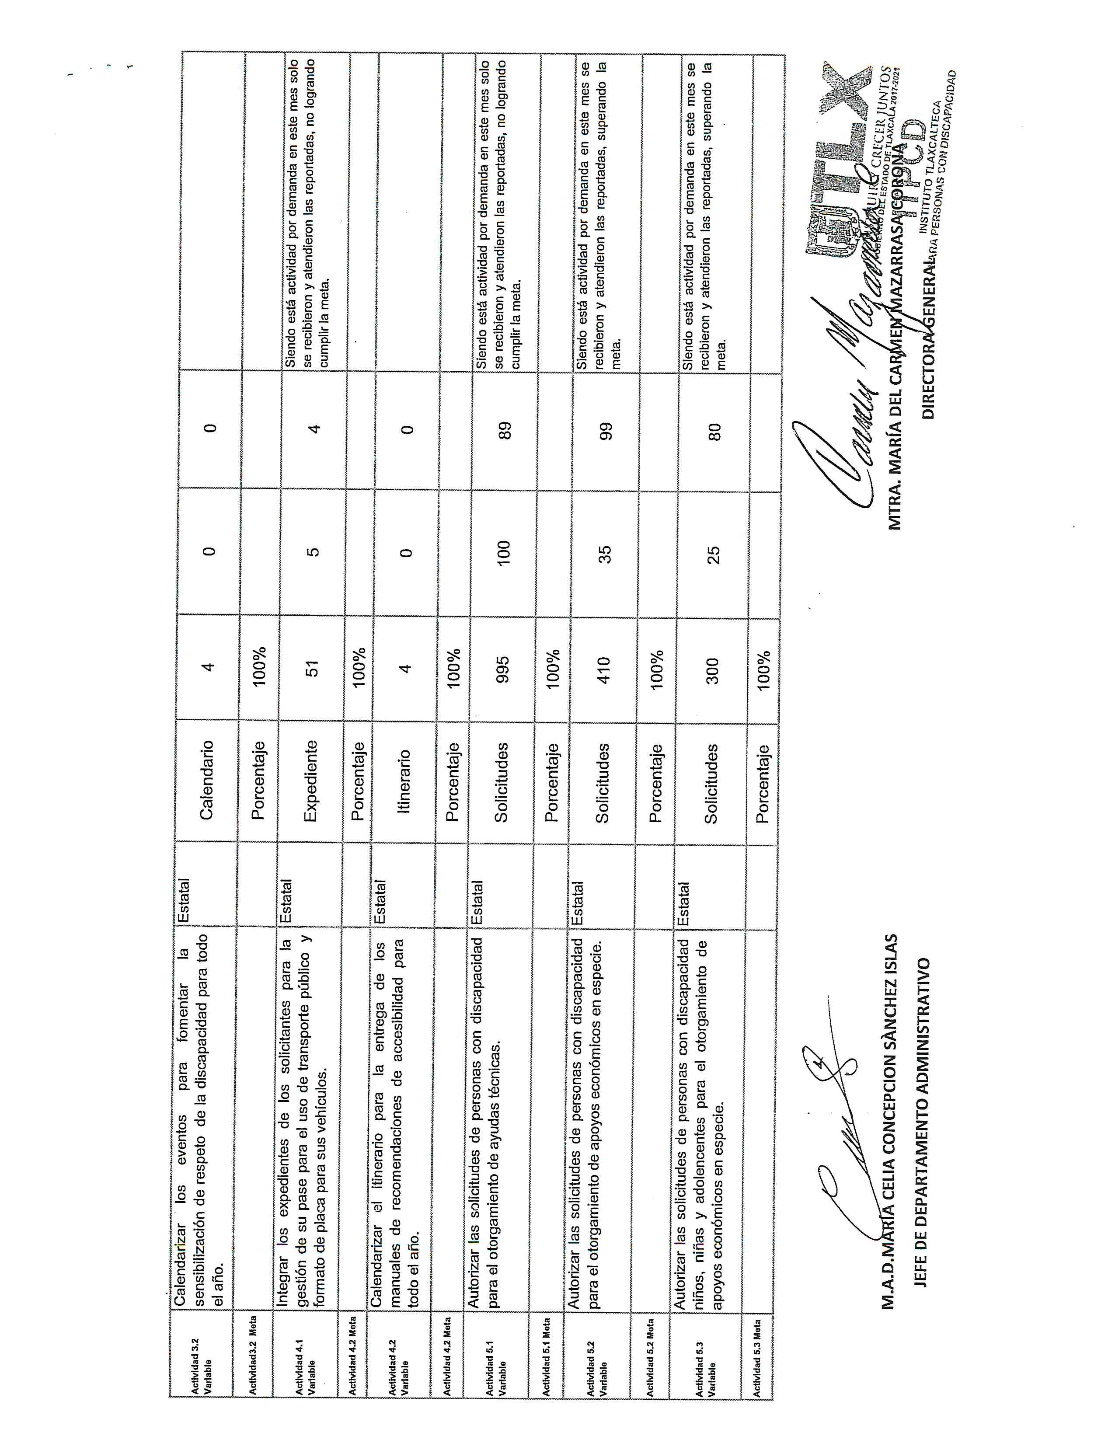 Actividad 3.2
Variable
Calendarizar los eventos para fomentar la
sensibilización de respeto de la discapacidad para todo
el año.
Estatal
Calendario
4
0
0
Actividad3.2 Meta
Porcentaje
100%
Actividad 4.1
Variable
Integrar los expedientes de los solicitantes para la
gestión de su pase para el uso de transporte público y
formato de placa para sus vehículos.
Estatal
Expediente
51
5
4
Siendo está actividad por demanda en este mes solo
se recibieron y atendieron las reportadas, no logrando
cumplir la meta.
Actividad 4.2 Meta
Porcentaje
100%
Actividad 4.2
Variable
Calendarizar el Itinerario para la entrega de los
manuales de recomendaciones de accesibilidad para
todo el año.
Estatal
Itinerario
4
0
0
Actividad 4.2 Meta
Porcentaje
100%
Actividad 5.1
Variable
Autorizar las solicitudes de personas con discapacidad
para el otorgamiento de ayudas técnicas.
Estatal
Solicitudes
995
100
89
Siendo está actividad por demanda en este mes solo
se recibieron y atendieron las reportadas, no logrando
cumplir la meta.
Actividad 5.1 Meta
Porcentaje
100%
Actividad 5.2
Variable
Autorizar las solicitudes de personas con discapacidad
para el otorgamiento de apoyos económicos en especie.
Estatal
Solicitudes
410
35
99
Siendo está actividad por demanda en este mes se
recibieron y atendieron las reportadas, superando la
meta.
Actividad 5.2 Meta
Porcentaje
100%
Actividad 5.3
Variable
Autorizar las solicitudes de personas con discapacidad
niños, niñas y adolencentes para el otorgamiento de
apoyos económicos en especie.
Estatal
Solicitudes
300
25
80
Siendo está actividad por demanda en este mes se
recibieron y atendieron las reportadas, superando la
meta.
Actividad 5.3 Meta
Porcentaje
100%
M.A.D.MARÍA CELIA CONCEPCION SÀNCHEZ ISLAS
JEFE DE DEPARTAMENTO ADMINISTRATIVO
MTRA. MARÍA DEL CARMEN MAZARRASA CORONA
DIRECTORA GENERAL
TLX
CRECER JUNTOS
DEL ESTADO DE TLAXCALA 2017-2021
ITPCD
INSTITUTO TLAXCALTECA
PARA PERSONAS CON DISCAPACIDAD